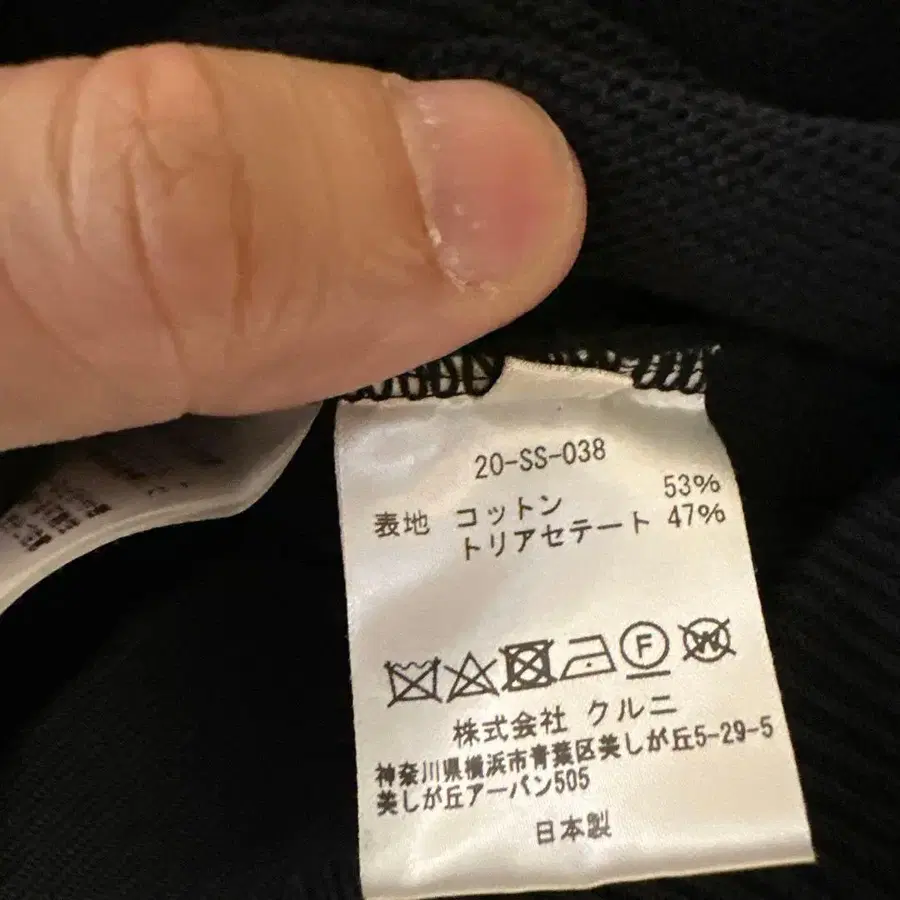 20-SS-038
表地 コットン 53%
トリアセテート 47%
F W
株式会社 クルニ
神奈川県横浜市青葉区美しが丘5-29-5
美しが丘アーバン505
日本製